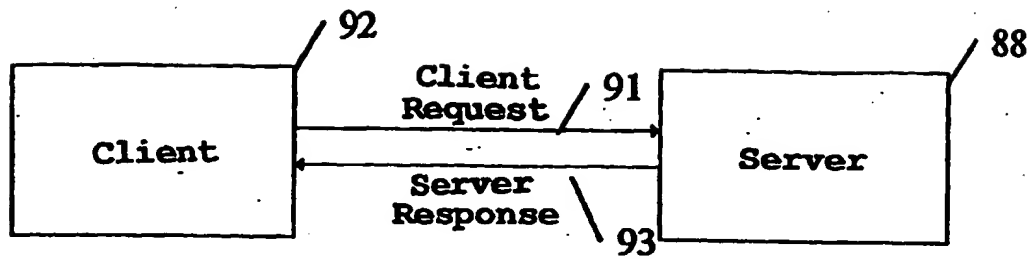 92
88
Client
Request
91
Client
Server
Server
Response
93